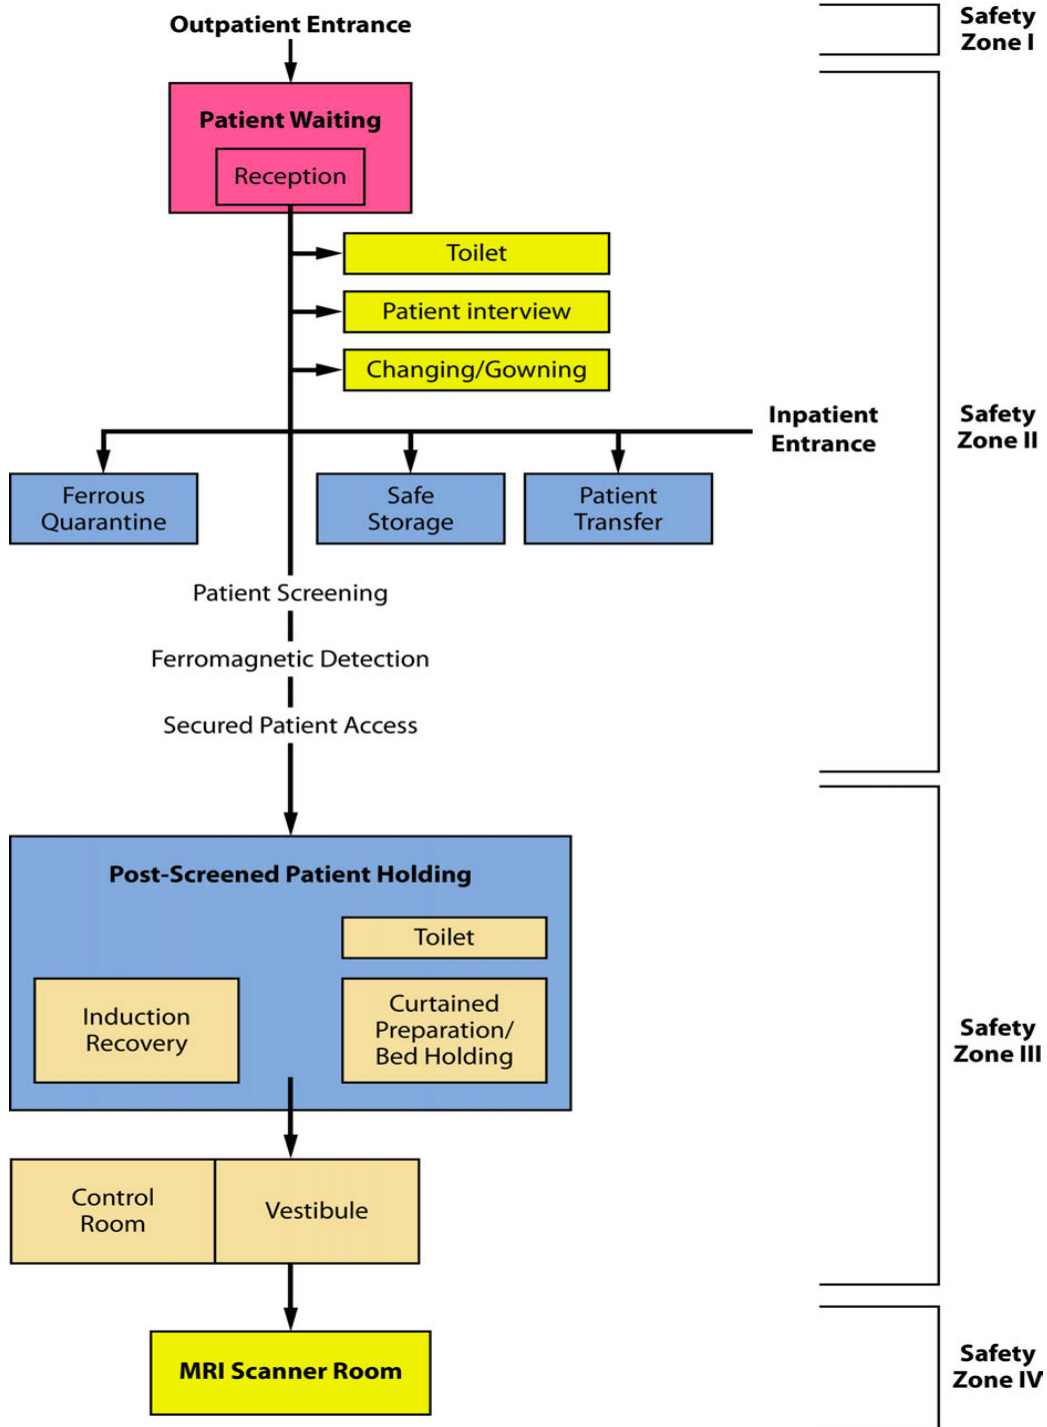 Outpatient Entrance
Safety
Zone I
Patient Waiting
Reception
Toilet
Patient interview
Changing/Gowning
Inpatient
Entrance
Safety
Zone II
Ferrous
Quarantine
Safe
Storage
Patient
Transfer
Patient Screening
Ferromagnetic Detection
Secured Patient Access
Post-Screened Patient Holding
Toilet
Induction
Recovery
Curtained
Preparation/
Bed Holding
Safety
Zone III
Control
Room
Vestibule
MRI Scanner Room
Safety
Zone IV